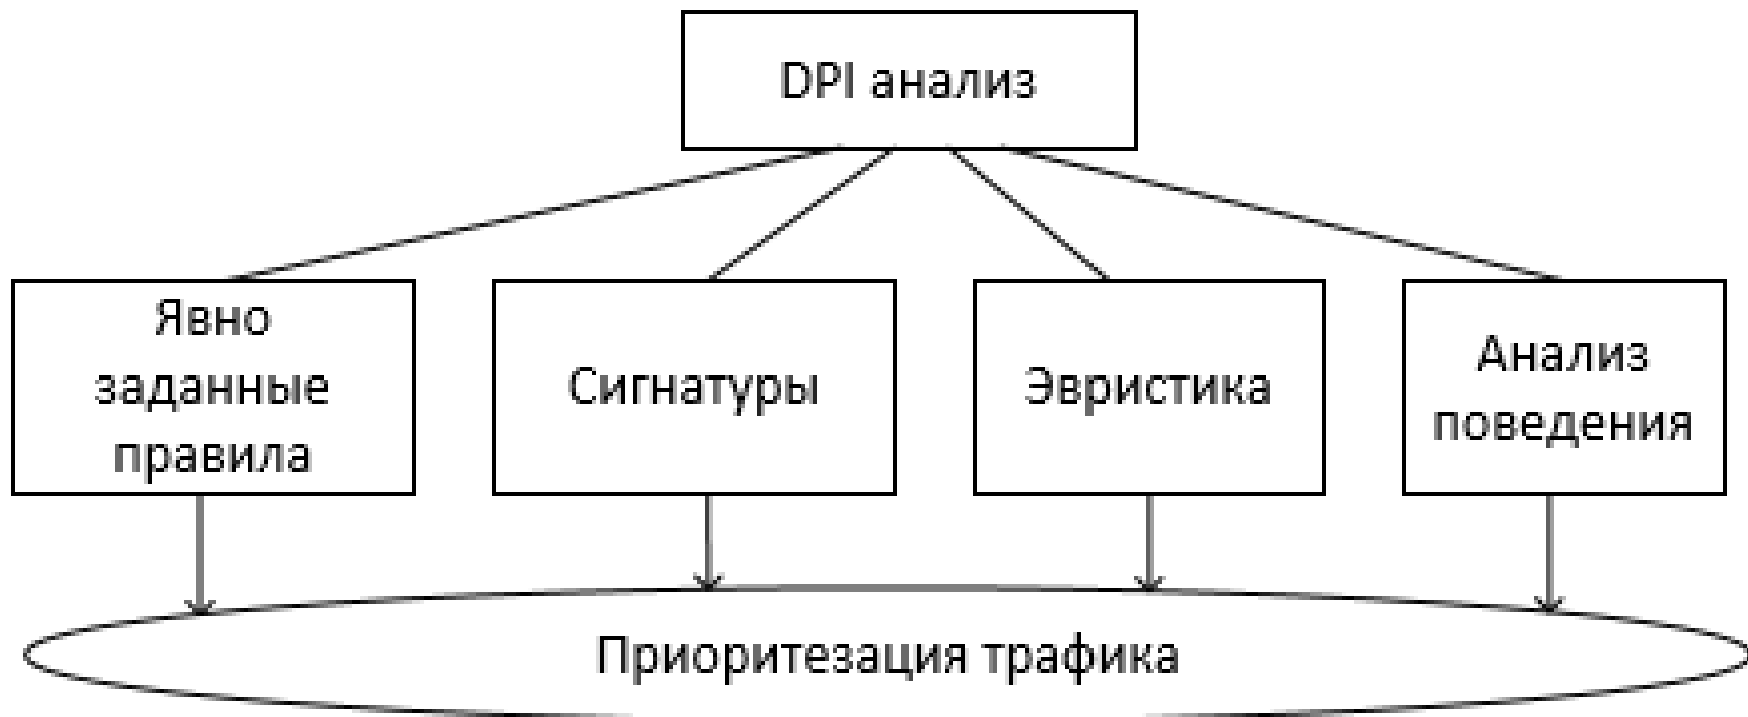 DPI анализ
Явно
заданные
правила
Сигнатуры
Эвристика
Анализ
поведения
Приоритезация трафика